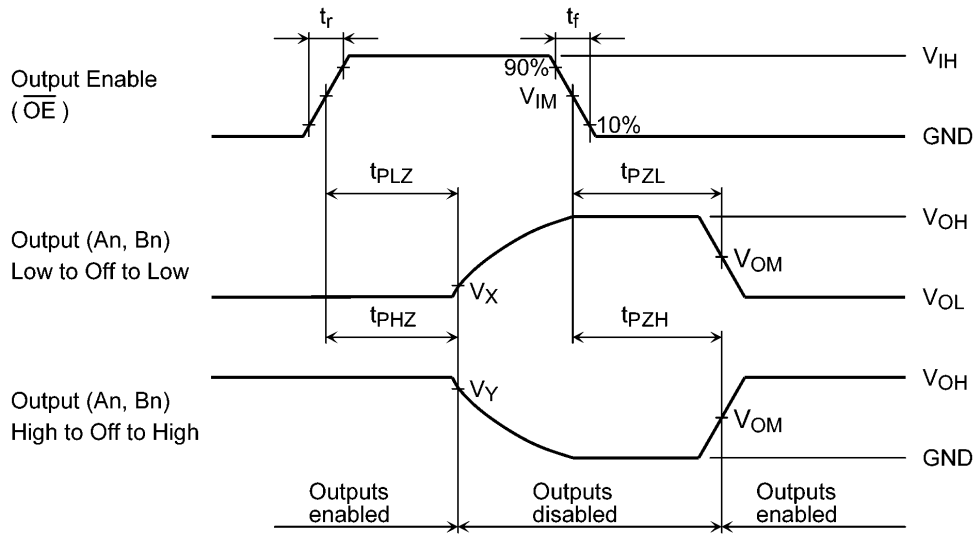 tr
tf
Output Enable
( OE )
90%
VIM
10%
VIH
GND
tPLZ
tPZL
Output (An, Bn)
Low to Off to Low
VX
VOH
VOM
VOL
tPHZ
tPZH
Output (An, Bn)
High to Off to High
VY
VOH
VOM
GND
Outputs
enabled
Outputs
disabled
Outputs
enabled